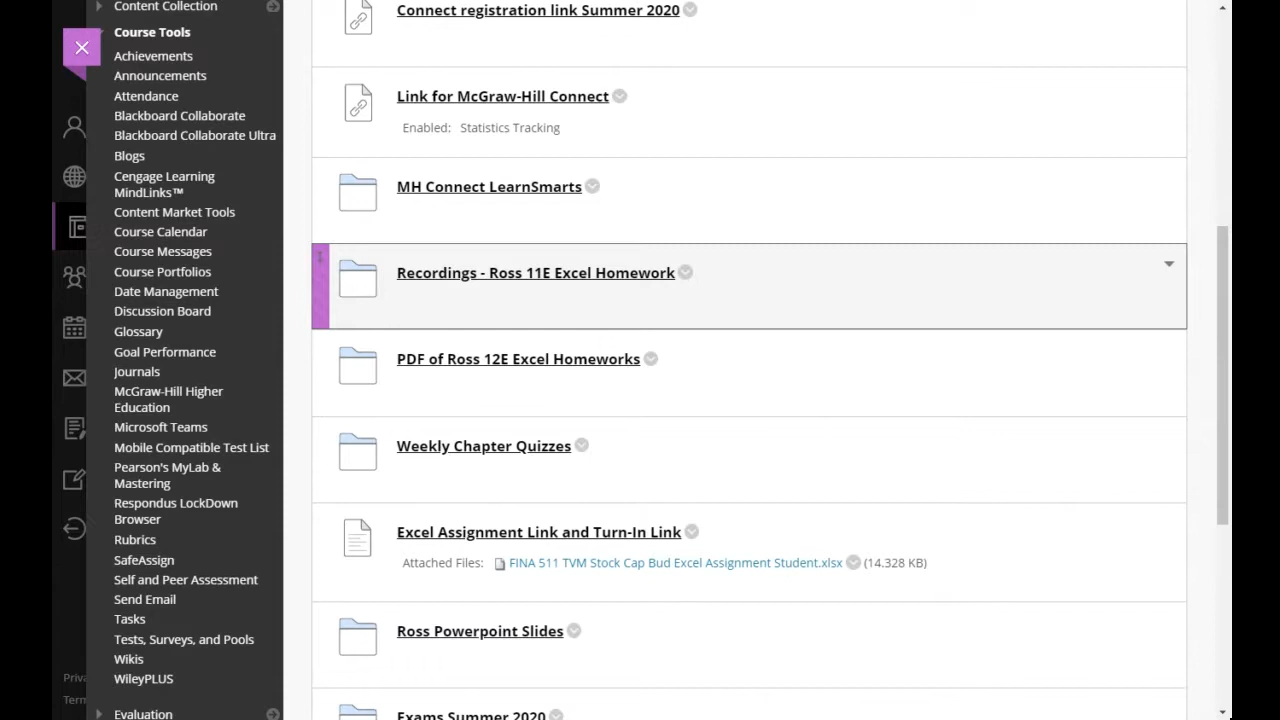 Content Collection
Course Tools
Achievements
Announcements
Attendance
Blackboard Collaborate
Blackboard Collaborate Ultra
Blogs
Cengage Learning
MindLinks™
Content Market Tools
Course Calendar
Course Messages
Course Portfolios
Date Management
Discussion Board
Glossary
Goal Performance
Journals
McGraw-Hill Higher
Education
Microsoft Teams
Mobile Compatible Test List
Pearson's MyLab &
Mastering
Respondus LockDown
Browser
Rubrics
SafeAssign
Self and Peer Assessment
Send Email
Tasks
Tests, Surveys, and Pools
Wikis
WileyPLUS
Evaluation
Priva
Term
Connect registration link Summer 2020
Link for McGraw-Hill Connect
Enabled: Statistics Tracking
MH Connect LearnSmarts
Recordings - Ross 11E Excel Homework
PDF of Ross 12E Excel Homeworks
Weekly Chapter Quizzes
Excel Assignment Link and Turn-In Link
Attached Files: FINA 511 TVM Stock Cap Bud Excel Assignment Student.xlsx (14.328 KB)
Ross Powerpoint Slides
Exams Summer 2020